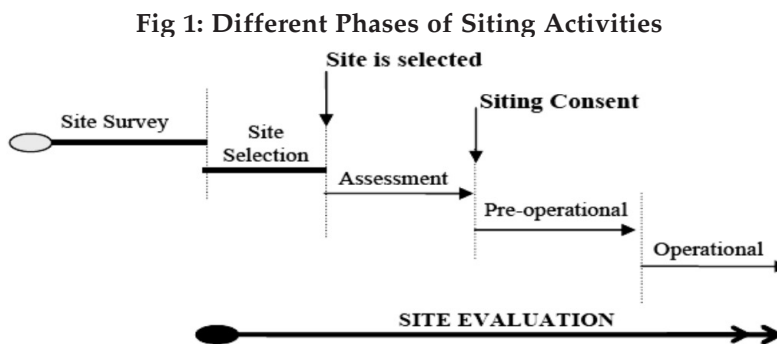 Fig 1: Different Phases of Siting Activities
Site is selected
Site Survey
Siting Consent
Site
Selection
Assessment
Pre-operational
Operational
SITE EVALUATION